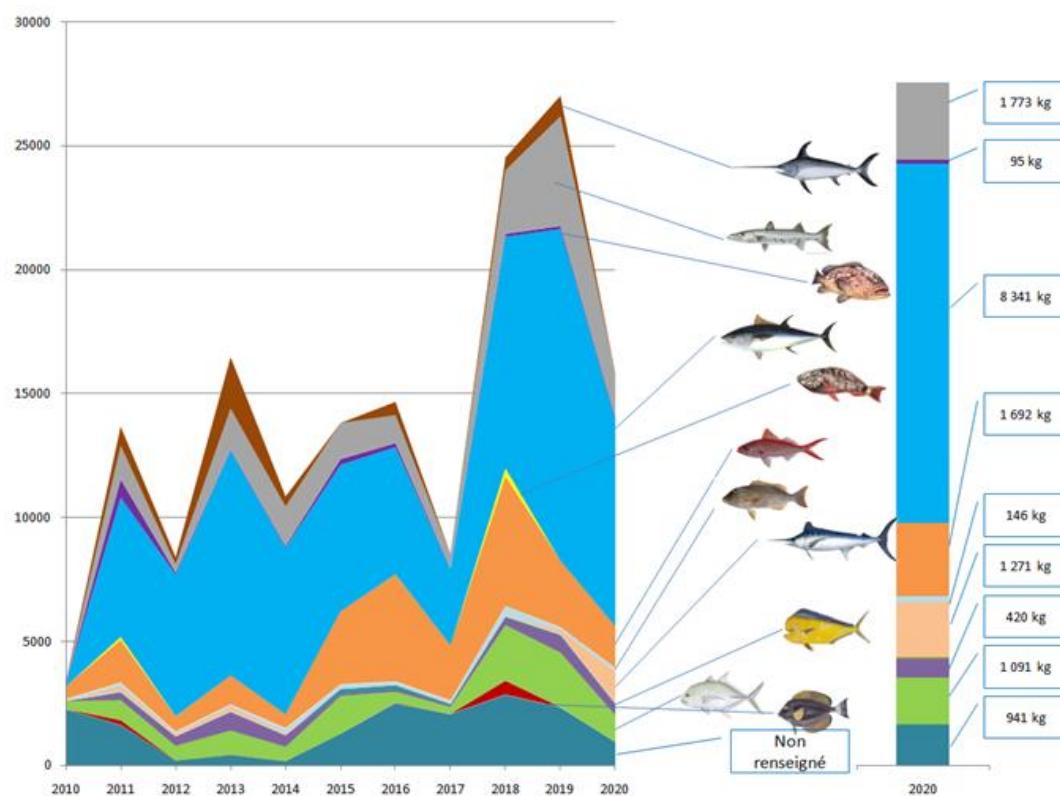 30000
25000
20000
15000
10000
5000
0
2010 2011 2012 2013 2014 2015 2016 2017 2018 2019 2020
Non
renseigné
1 773 kg
95 kg
8 341 kg
1 692 kg
146 kg
1 271 kg
420 kg
1 091 kg
941 kg
2020